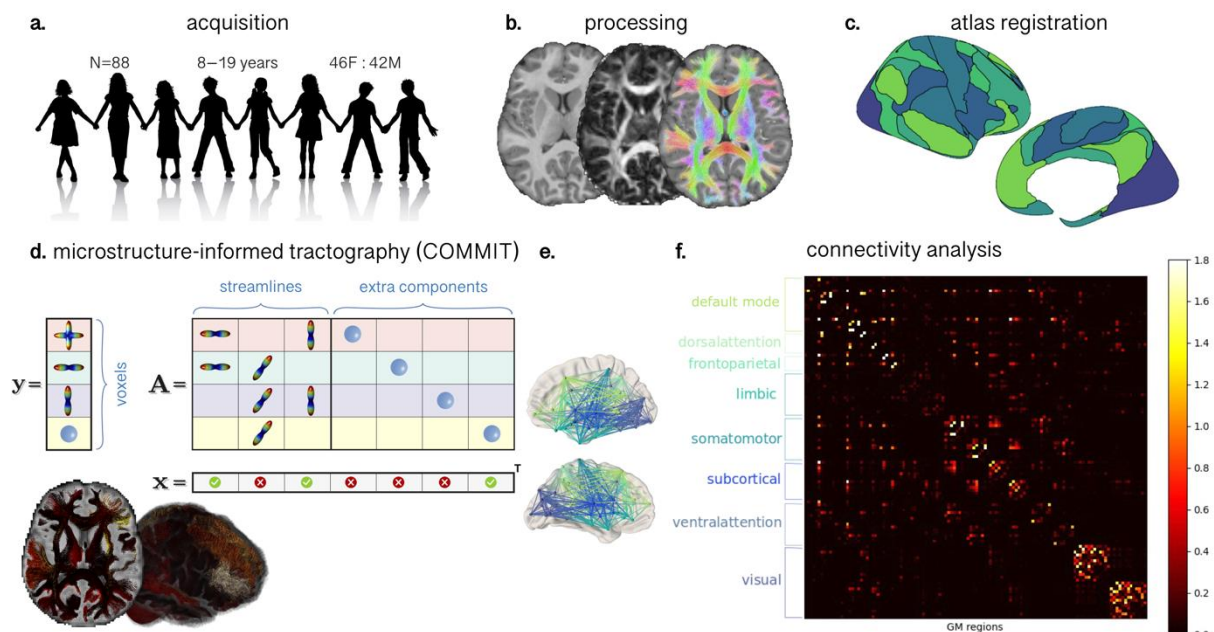 a. acquisition
N=88 8–19 years 46F : 42M
b. processing
c. atlas registration
d. microstructure-informed tractography (COMMIT)
streamlines extra components
y =
voxels
A =
x =
T
e.
f. connectivity analysis
default mode
dorsalattention
frontoparietal
limbic
somatomotor
subcortical
ventralattention
visual
GM regions
1.8
1.6
1.4
1.2
1.0
0.8
0.6
0.4
0.2